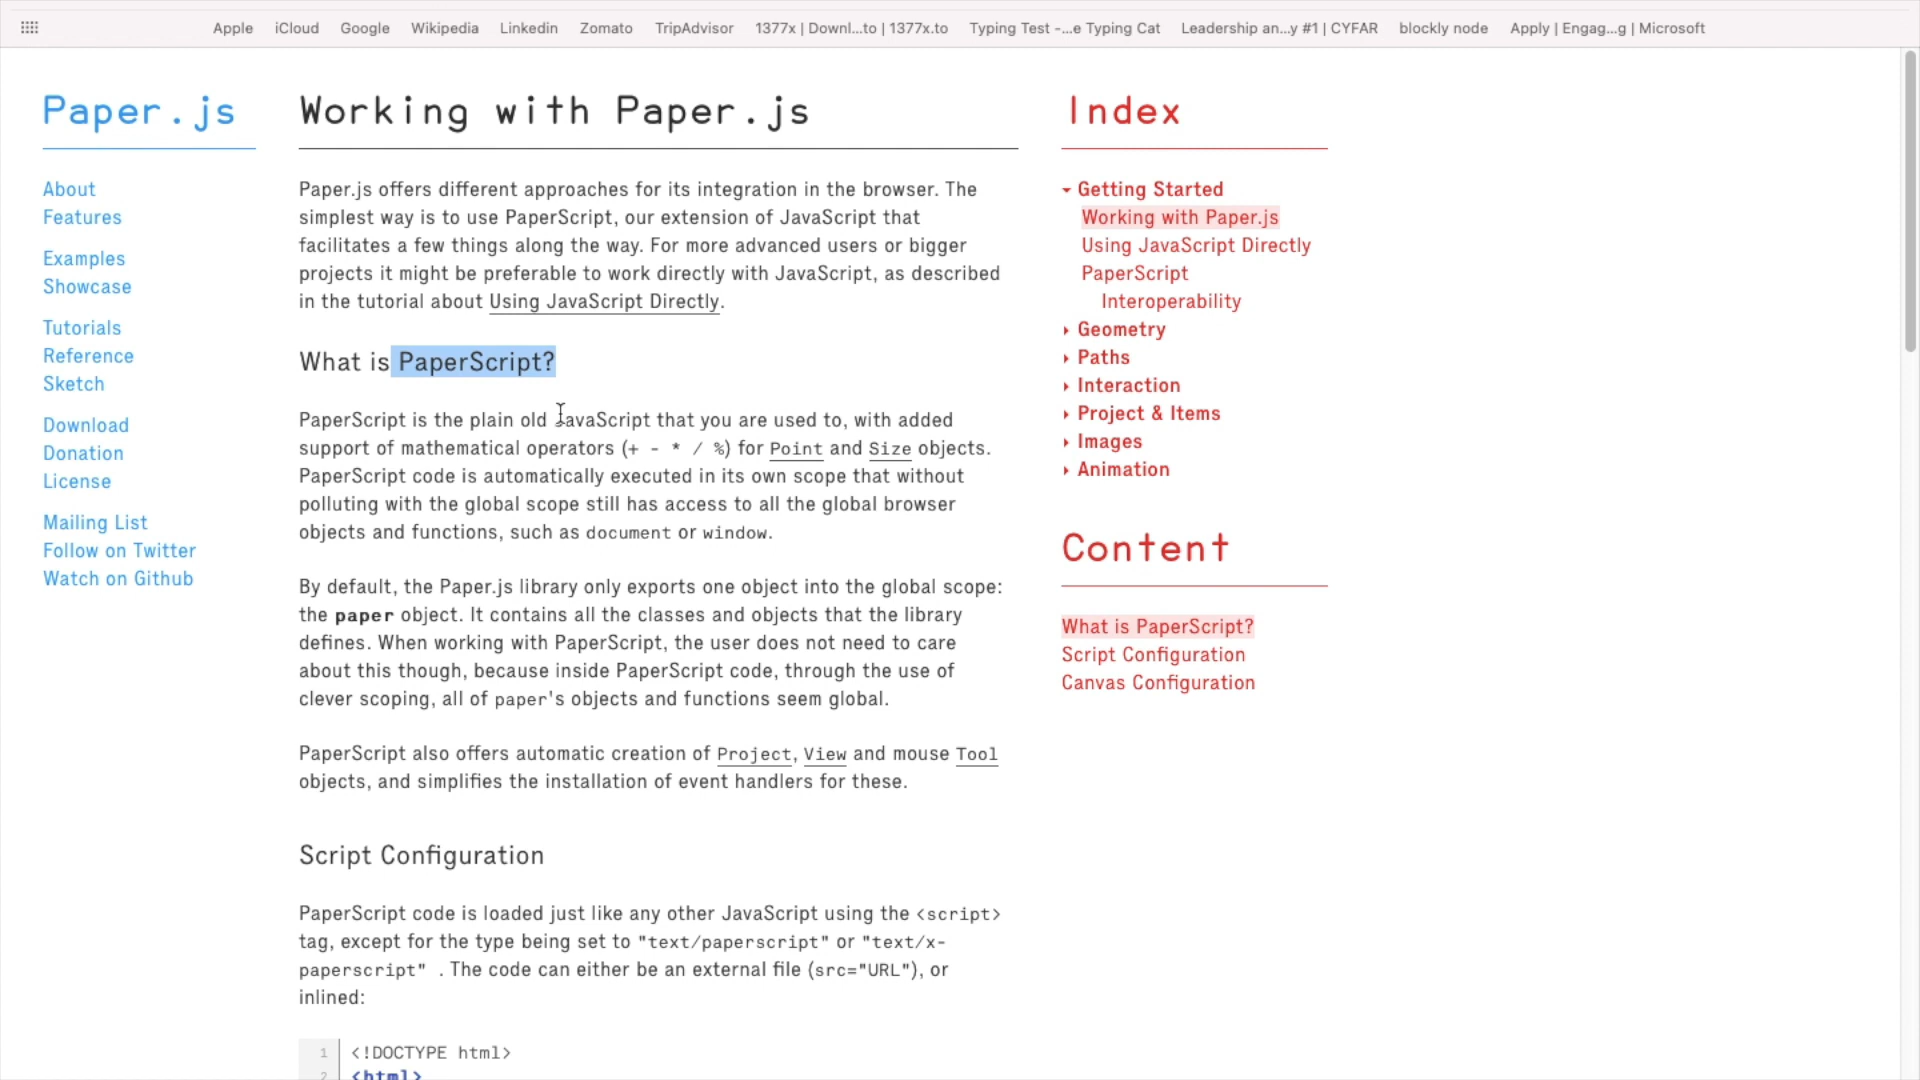 Apple iCloud Google Wikipedia Linkedin Zomato TripAdvisor 1377x | Downl...to | 1377x.to Typing Test -...e Typing Cat Leadership an...y #1 | CYFAR blockly node Apply | Engag...g | Microsoft
Paper.js
About
Features
Examples
Showcase
Tutorials
Reference
Sketch
Download
Donation
License
Mailing List
Follow on Twitter
Watch on Github
Working with Paper.js
Paper.js offers different approaches for its integration in the browser. The
simplest way is to use PaperScript, our extension of JavaScript that
facilitates a few things along the way. For more advanced users or bigger
projects it might be preferable to work directly with JavaScript, as described
in the tutorial about Using JavaScript Directly.
What is PaperScript?
PaperScript is the plain old JavaScript that you are used to, with added
support of mathematical operators (+ - * / %) for Point and Size objects.
PaperScript code is automatically executed in its own scope that without
polluting with the global scope still has access to all the global browser
objects and functions, such as document or window.
By default, the Paper.js library only exports one object into the global scope:
the paper object. It contains all the classes and objects that the library
defines. When working with PaperScript, the user does not need to care
about this though, because inside PaperScript code, through the use of
clever scoping, all of paper's objects and functions seem global.
PaperScript also offers automatic creation of Project, View and mouse Tool
objects, and simplifies the installation of event handlers for these.
Script Configuration
PaperScript code is loaded just like any other JavaScript using the <script>
tag, except for the type being set to "text/paperscript" or "text/x-
paperscript" . The code can either be an external file (src="URL"), or
inlined:
1 <!DOCTYPE html>
2 <html>
Index
Getting Started
Working with Paper.js
Using JavaScript Directly
PaperScript
Interoperability
Geometry
Paths
Interaction
Project & Items
Images
Animation
Content
What is PaperScript?
Script Configuration
Canvas Configuration